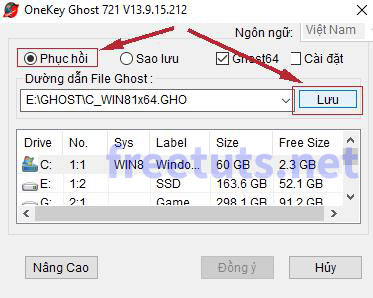 OneKey Ghost 721 V13.9.15.212
Ngôn ngữ: Việt Nam
Phục hồi Sao lưu Ghost64 Cài đặt
Dường dẫn File Ghost :
E:\GHOST\C_WIN81x64.GHO Lưu
Drive No. Sys Label Size Free Size
C: 1:1 WIN8 Windo... 60 GB 2.3 GB
E: 1:2 SSD 163.6 GB 52.1 GB
G: 2:1 Game 298.1 GB 91.2 GB
freetuts.net
Nâng Cao Đồng ý Hủy